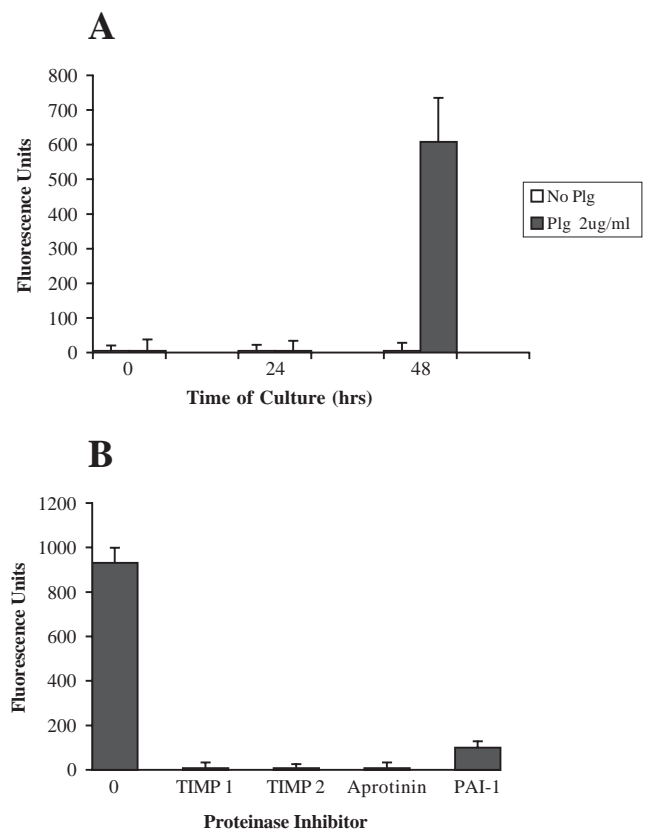 A
800
700
600
500
400
300
200
100
0
Fluorescence Units
0 24 48
Time of Culture (hrs)
No Plg
Plg 2ug/ml
B
1200
1000
800
600
400
200
0
Fluorescence Units
0 TIMP 1 TIMP 2 Aprotinin PAI-1
Proteinase Inhibitor